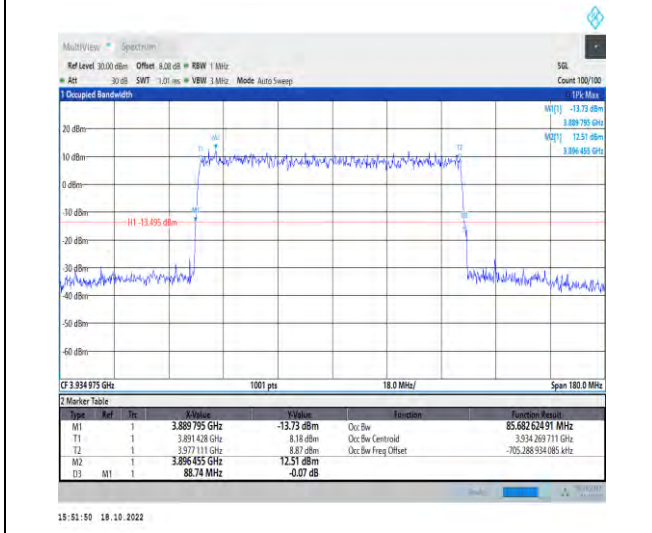 MultiView Spectrum
Ref Level 30.00 dBm Offset 8.00 dB RBW 1 MHz SGL
Att 30 dB SWT 1.01 ms VBW 3 MHz Mode Auto Sweep Count 100/100
1 Occupied Bandwidth 1Pk Max
M1[1] -13.73 dBm
3.889 795 GHz
20 dBm
M2[1] 12.51 dBm
3.896 455 GHz
M2
T1
T2
10 dBm
0 dBm
-10 dBm
M1
H1 -13.495 dBm
-20 dBm
-30 dBm
-40 dBm
-50 dBm
-60 dBm
CF 3.934 975 GHz 1001 pts 18.0 MHz/ Span 180.0 MHz
2 Marker Table
Type Ref Trc X-Value Y-Value Function Function Result
M1 1 3.889 795 GHz -13.73 dBm Occ Bw 85.682 624 91 MHz
T1 1 3.891 428 GHz 8.18 dBm Occ Bw Centroid 3.934 269 711 GHz
T2 1 3.977 111 GHz 8.87 dBm Occ Bw Freq Offset -705.288 934 085 kHz
M2 1 3.896 455 GHz 12.51 dBm
D3 M1 1 88.74 MHz -0.07 dB
15:51:50 18.10.2022